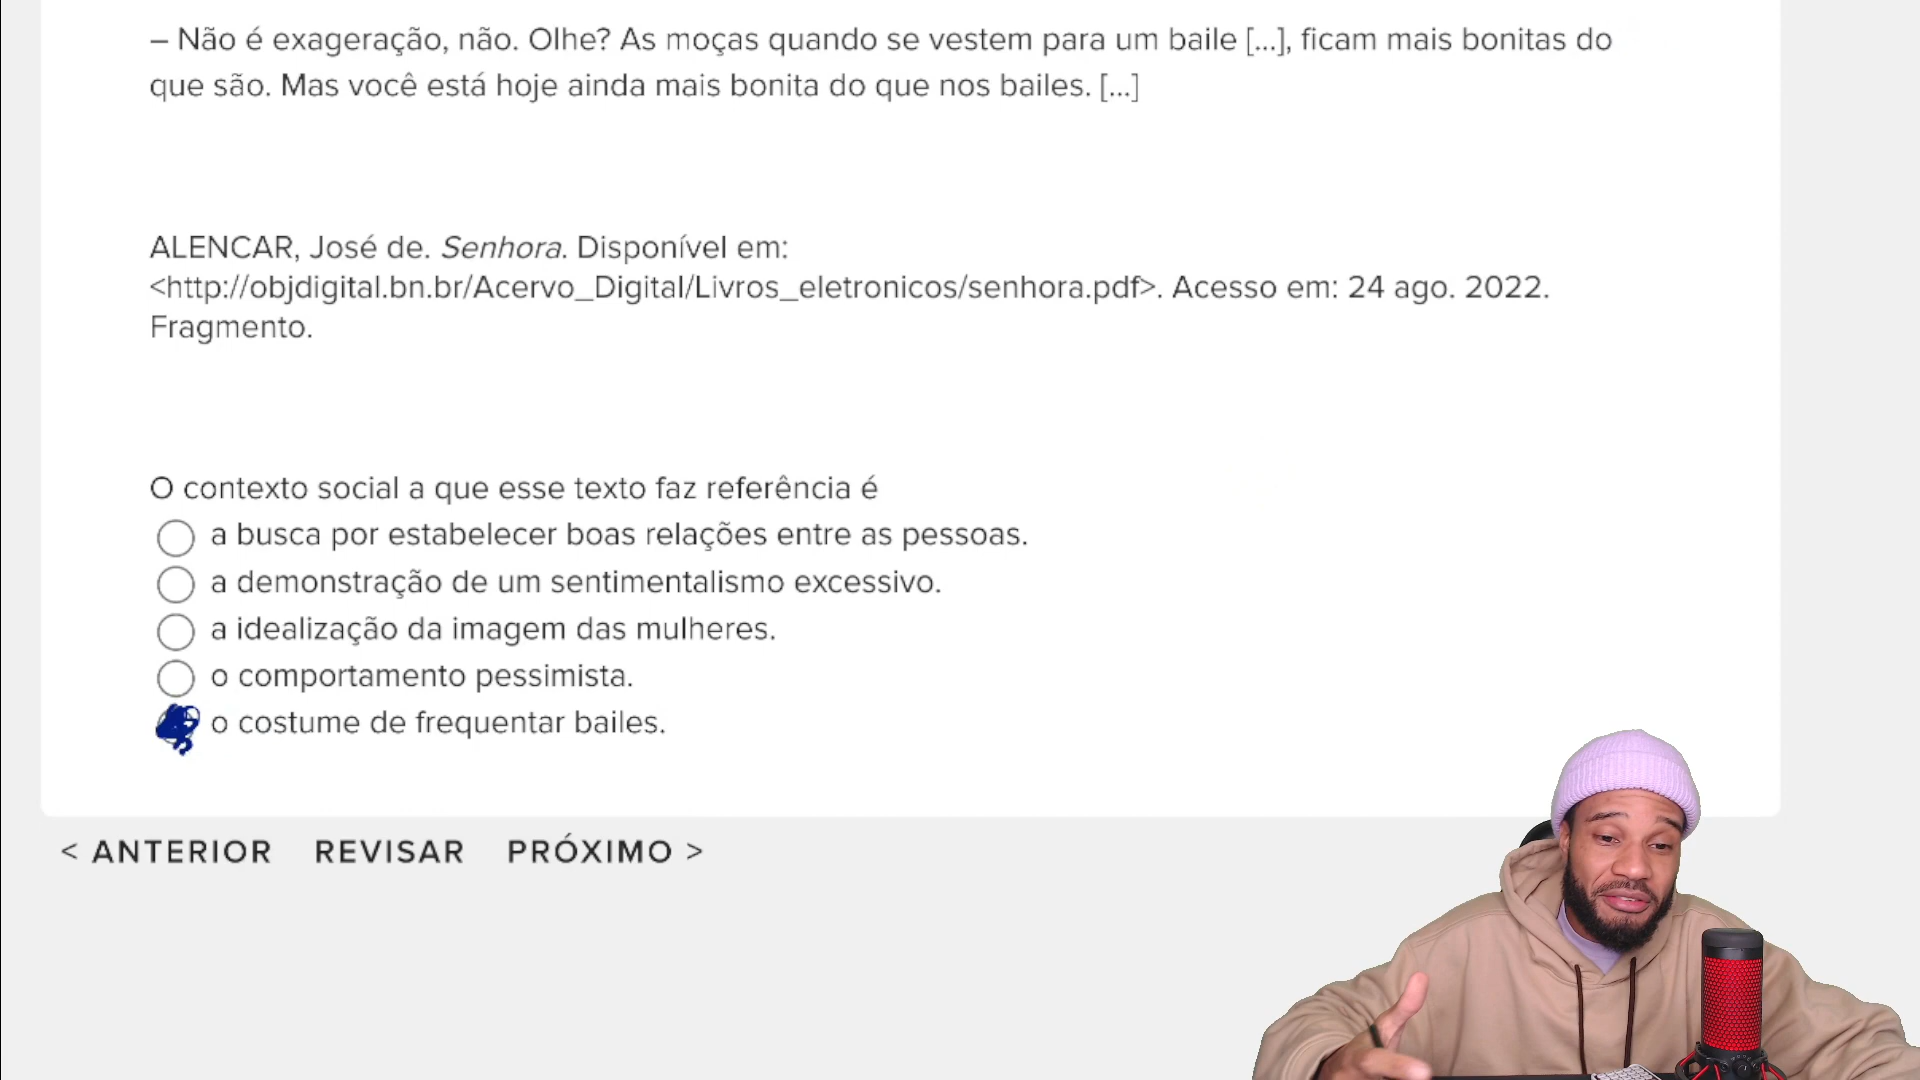 – Não é exageração, não. Olhe? As moças quando se vestem para um baile [...], ficam mais bonitas do
que são. Mas você está hoje ainda mais bonita do que nos bailes. [...]
ALENCAR, José de. Senhora. Disponível em:
<http://objdigital.bn.br/Acervo_Digital/Livros_eletronicos/senhora.pdf>. Acesso em: 24 ago. 2022.
Fragmento.
O contexto social a que esse texto faz referência é
a busca por estabelecer boas relações entre as pessoas.
a demonstração de um sentimentalismo excessivo.
a idealização da imagem das mulheres.
o comportamento pessimista.
o costume de frequentar bailes.
< ANTERIOR REVISAR PRÓXIMO >